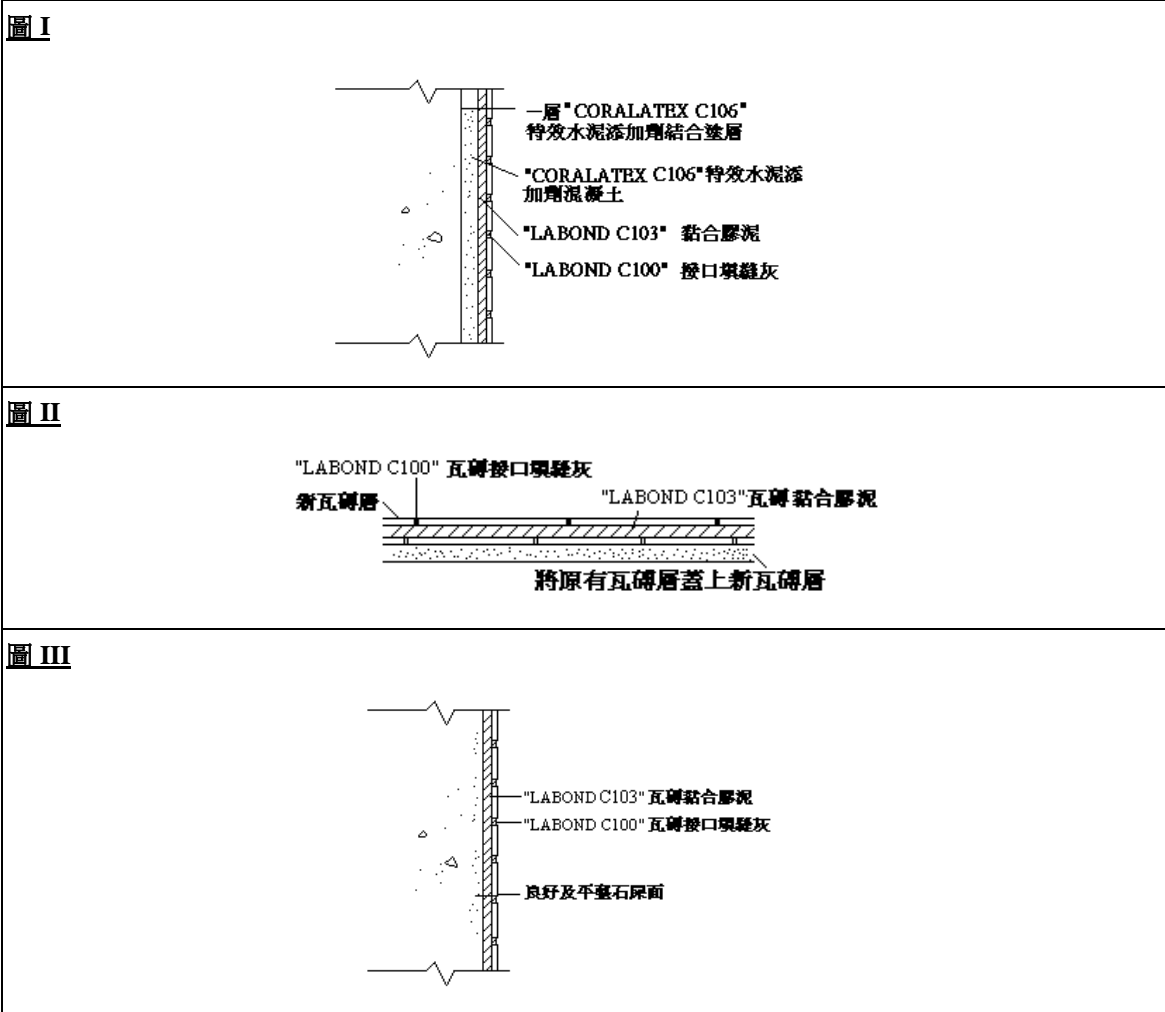 圖 I
一層"CORALATEX C106"
特效水泥添加劑結合塗層
"CORALATEX C106"特效水泥添
加劑混凝土
"LABOND C103" 黏合膠泥
"LABOND C100" 接口填縫灰
圖 II
"LABOND C100" 瓦磚接口填縫灰
新瓦磚層
"LABOND C103"瓦磚黏合膠泥
將原有瓦磚層蓋上新瓦磚層
圖 III
"LABOND C103"瓦磚黏合膠泥
"LABOND C100"瓦磚接口填縫灰
良好及平整石屎面